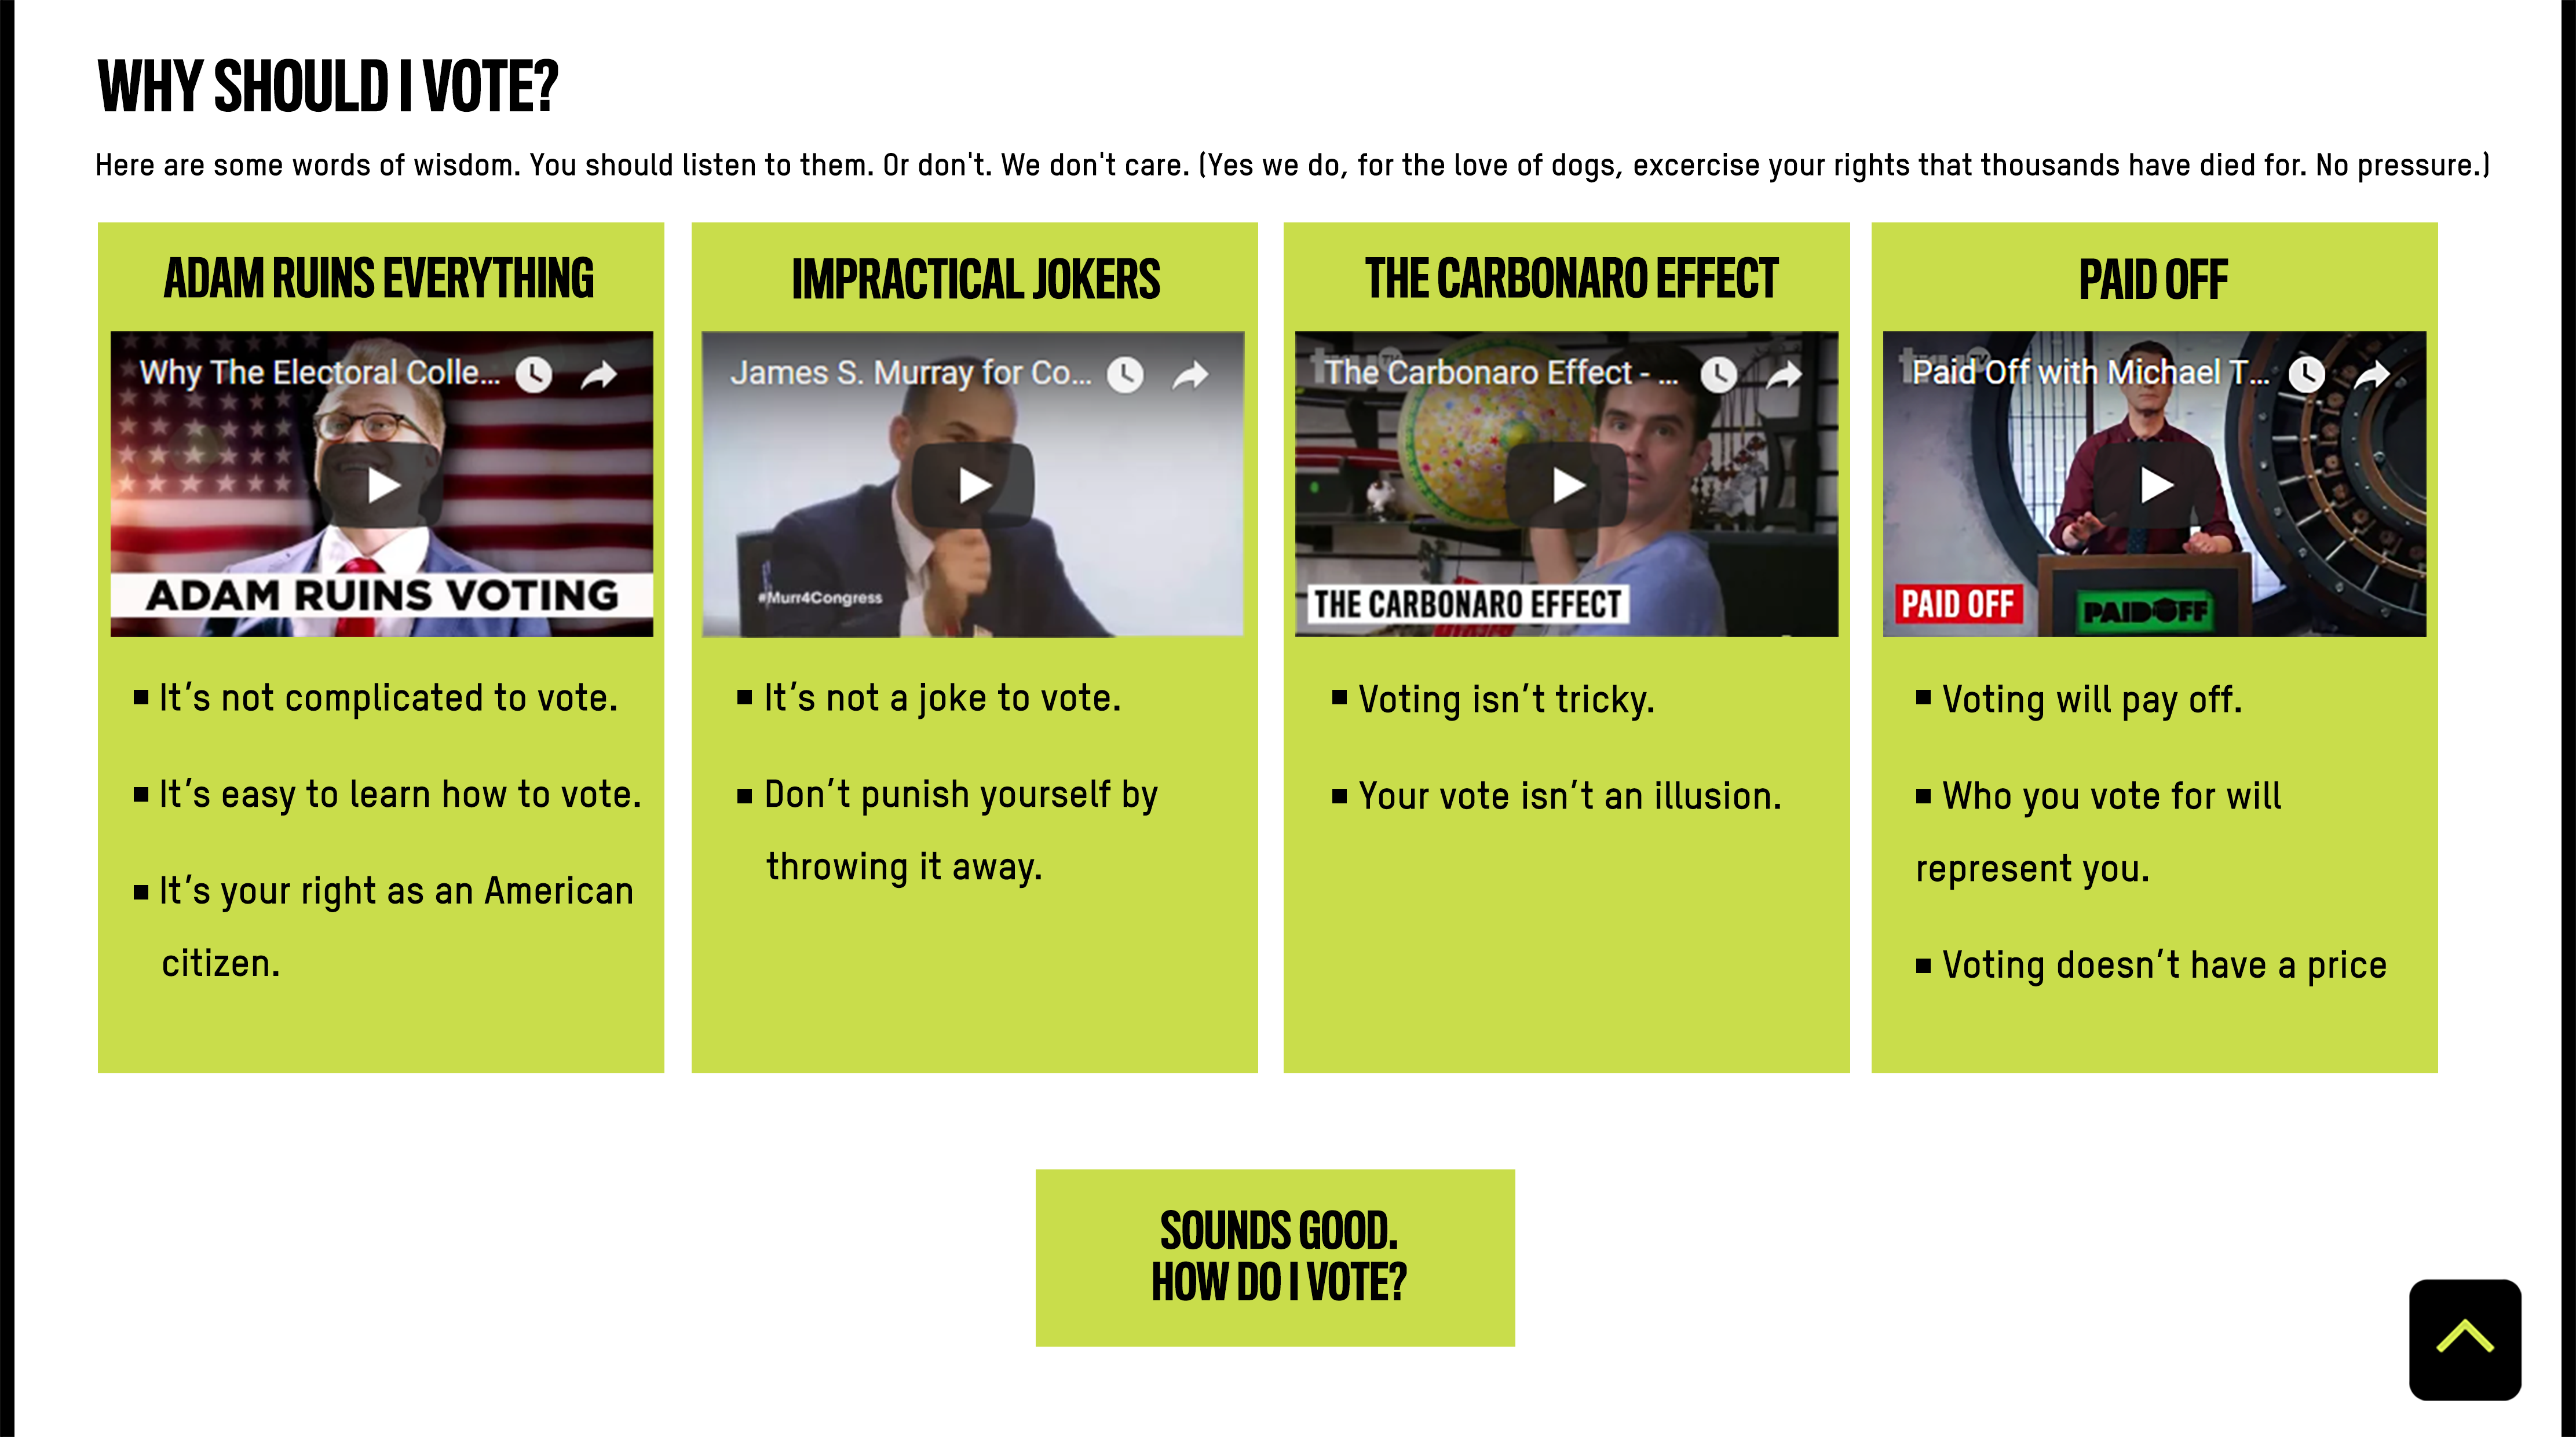 WHY SHOULD I VOTE?
Here are some words of wisdom. You should listen to them. Or don't. We don't care. (Yes we do, for the love of dogs, excercise your rights that thousands have died for. No pressure.)
ADAM RUINS EVERYTHING
Why The Electoral Colle...
ADAM RUINS VOTING
It's not complicated to vote.
It's easy to learn how to vote.
It's your right as an American
citizen.
IMPRACTICAL JOKERS
James S. Murray for Co...
#Murr4Congress
It's not a joke to vote.
Don't punish yourself by
throwing it away.
THE CARBONARO EFFECT
The Carbonaro Effect - ...
THE CARBONARO EFFECT
Voting isn't tricky.
Your vote isn't an illusion.
PAID OFF
Paid Off with Michael T...
PAID OFF
PAID OFF
Voting will pay off.
Who you vote for will
represent you.
Voting doesn't have a price
SOUNDS GOOD.
HOW DO I VOTE?